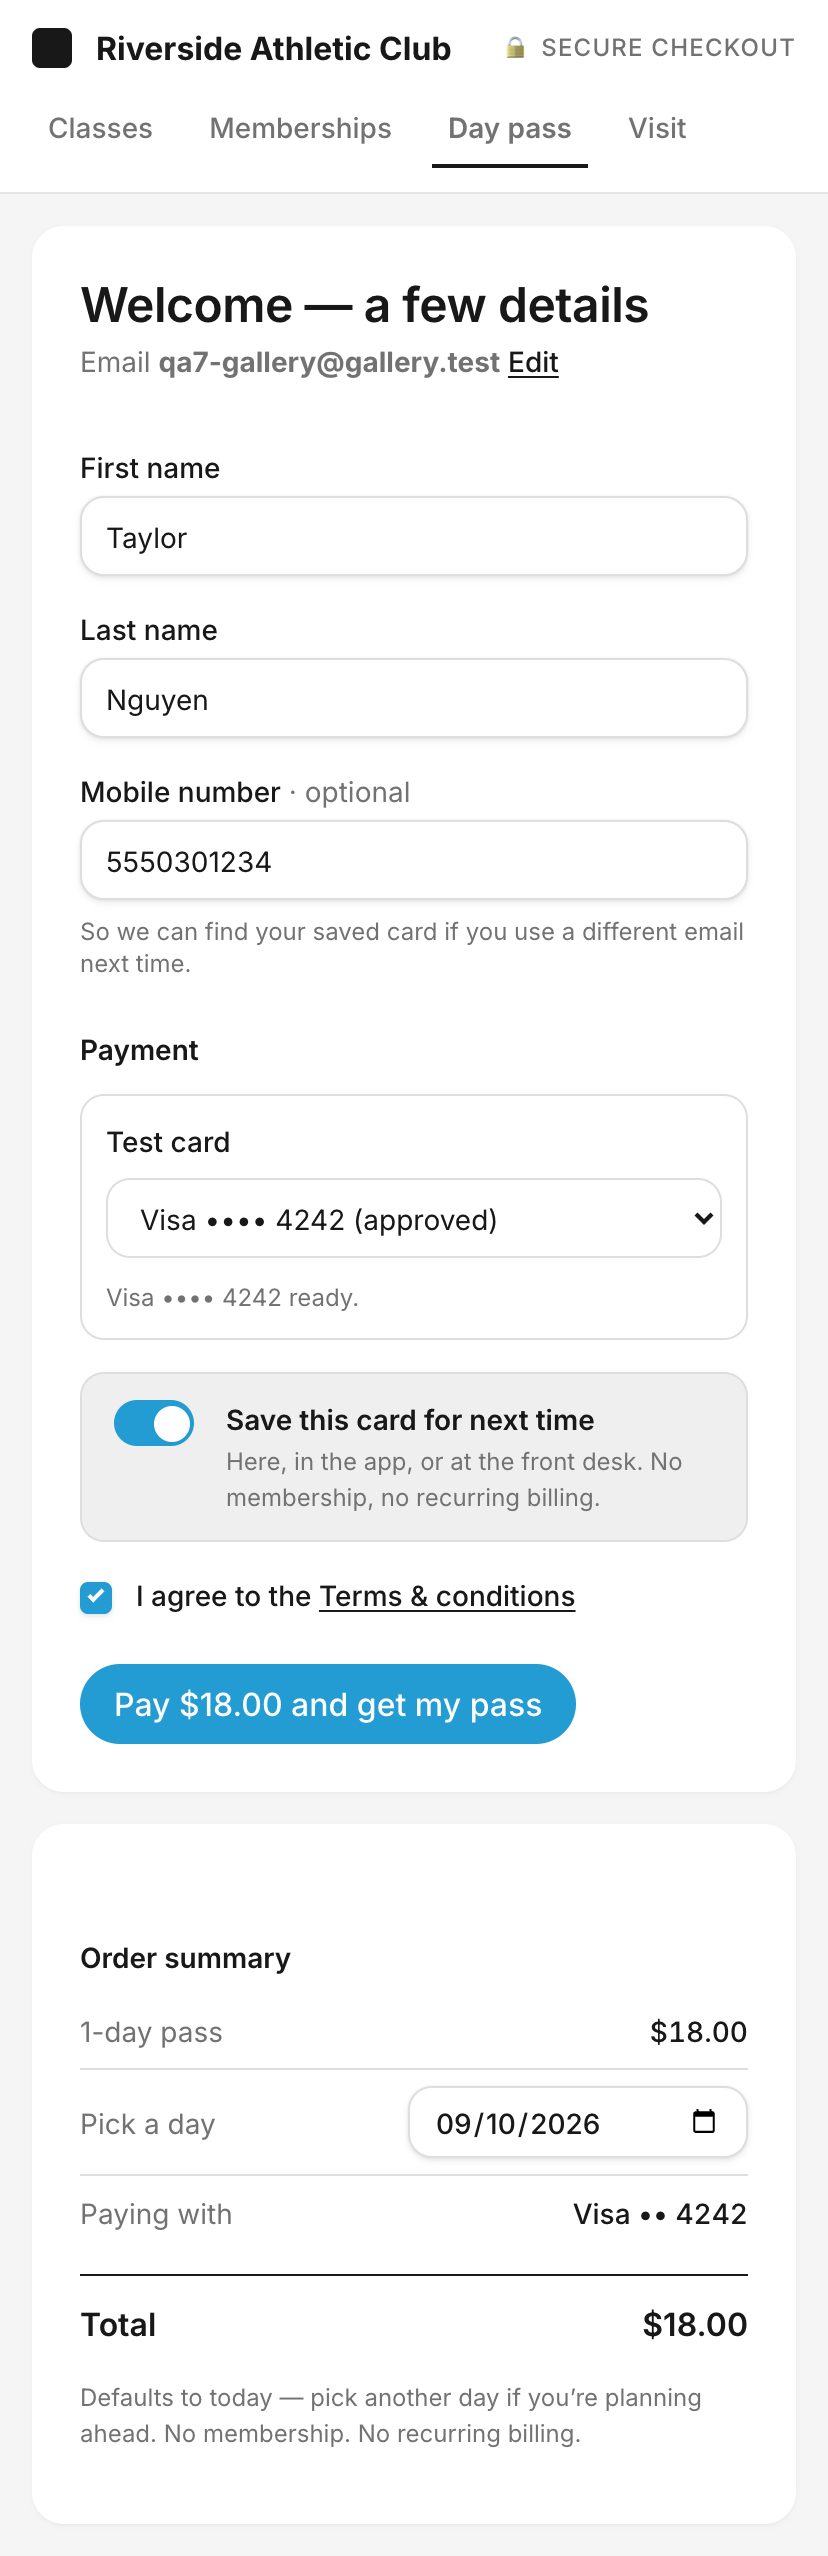 Riverside Athletic Club
🔒 SECURE CHECKOUT
Classes Memberships Day pass Visit
Welcome — a few details
Email qa7-gallery@gallery.test Edit
First name
Taylor
Last name
Nguyen
Mobile number · optional
5550301234
So we can find your saved card if you use a different email
next time.
Payment
Test card
Visa •••• 4242 (approved)
Visa •••• 4242 ready.
Save this card for next time
Here, in the app, or at the front desk. No
membership, no recurring billing.
I agree to the Terms & conditions
Pay $18.00 and get my pass
Order summary
1-day pass $18.00
Pick a day 09/10/2026
Paying with Visa •• 4242
Total $18.00
Defaults to today — pick another day if you’re planning
ahead. No membership. No recurring billing.